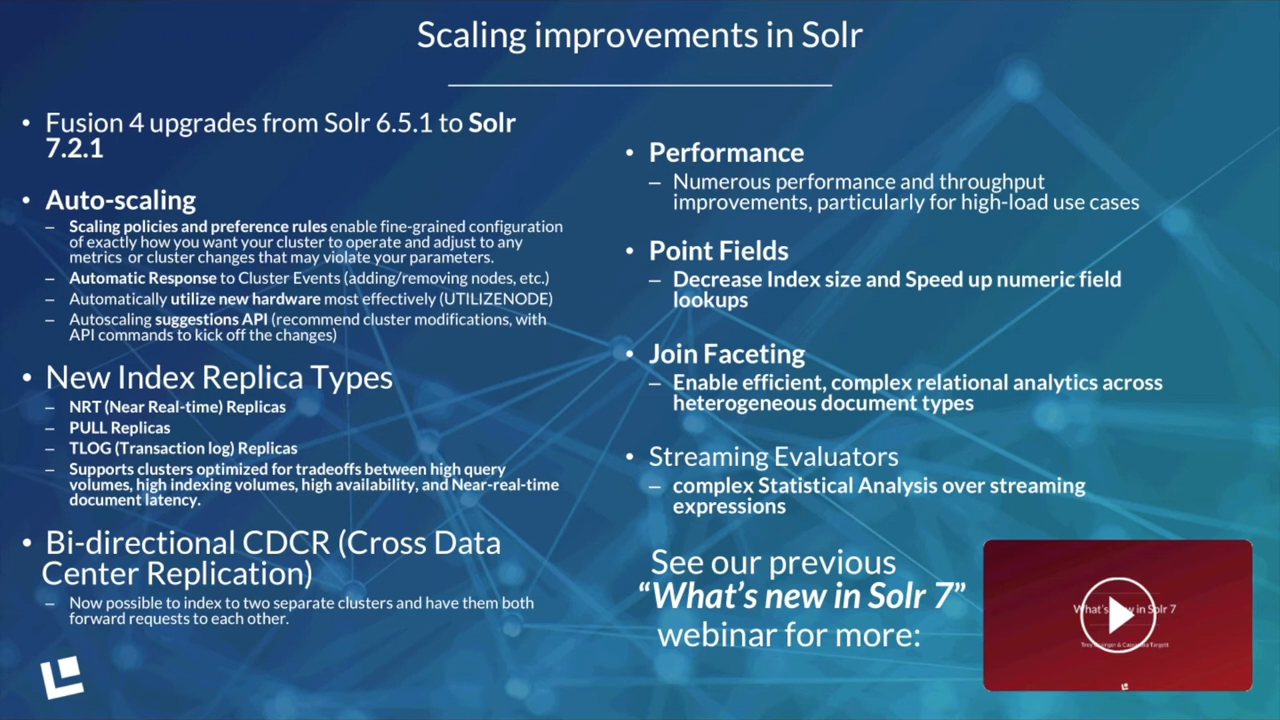 Scaling improvements in Solr
• Fusion 4 upgrades from Solr 6.5.1 to Solr
7.2.1
• Auto-scaling
– Scaling policies and preference rules enable fine-grained configuration
of exactly how you want your cluster to operate and adjust to any
metrics or cluster changes that may violate your parameters.
– Automatic Response to Cluster Events (adding/removing nodes, etc.)
– Automatically utilize new hardware most effectively (UTILIZENODE)
– Autoscaling suggestions API (recommend cluster modifications, with
API commands to kick off the changes)
• New Index Replica Types
– NRT (Near Real-time) Replicas
– PULL Replicas
– TLOG (Transaction log) Replicas
– Supports clusters optimized for tradeoffs between high query
volumes, high indexing volumes, high availability, and Near-real-time
document latency.
• Bi-directional CDCR (Cross Data
Center Replication)
– Now possible to index to two separate clusters and have them both
forward requests to each other.
• Performance
– Numerous performance and throughput
improvements, particularly for high-load use cases
• Point Fields
– Decrease Index size and Speed up numeric field
lookups
• Join Faceting
– Enable efficient, complex relational analytics across
heterogeneous document types
• Streaming Evaluators
– complex Statistical Analysis over streaming
expressions
See our previous
“What’s new in Solr 7”
webinar for more:
What's new in Solr 7